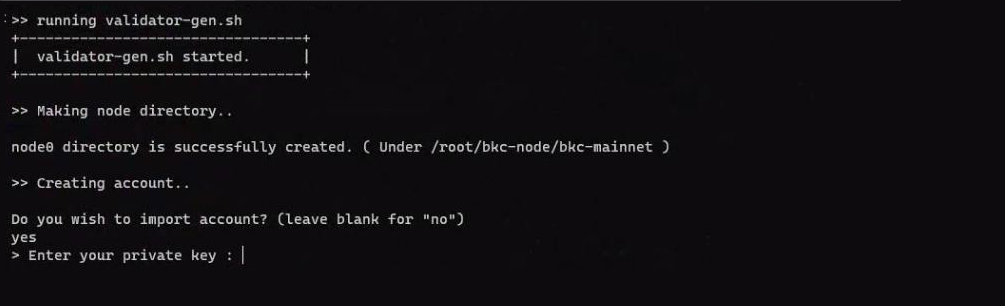 >> running validator-gen.sh
+---------------------------------+
|  validator-gen.sh started.      |
+---------------------------------+
>> Making node directory..
node0 directory is successfully created. ( Under /root/bkc-node/bkc-mainnet )
>> Creating account..
Do you wish to import account? (leave blank for "no")
yes
> Enter your private key :